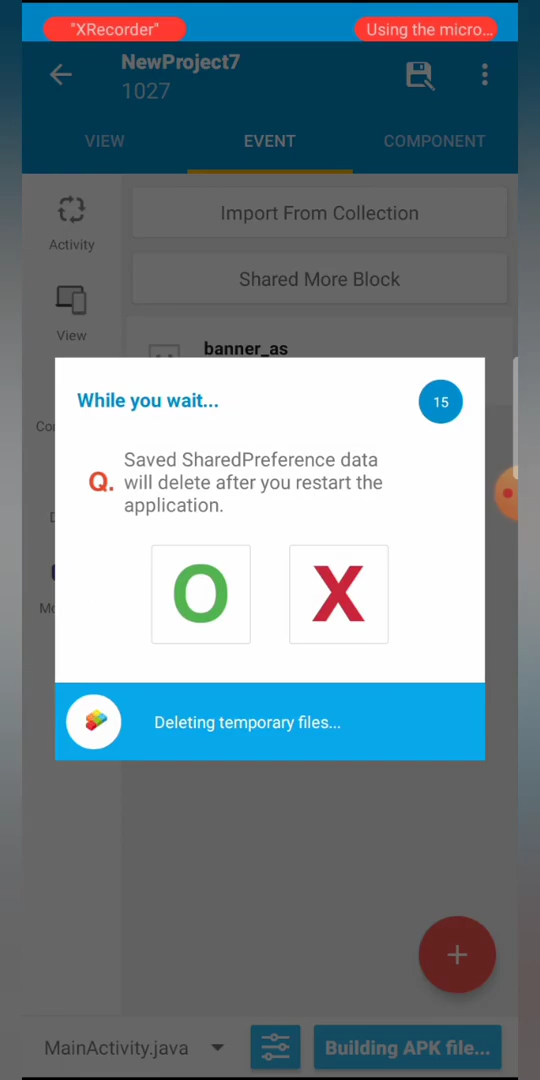 "XRecorder"
Using the micro...
NewProject7
1027
VIEW
EVENT
COMPONENT
Activity
Import From Collection
Shared More Block
View
banner_as
While you wait...
15
Q.
Saved SharedPreference data
will delete after you restart the
application.
O
X
Co
D
Mo
Deleting temporary files...
+
MainActivity.java
Building APK file...